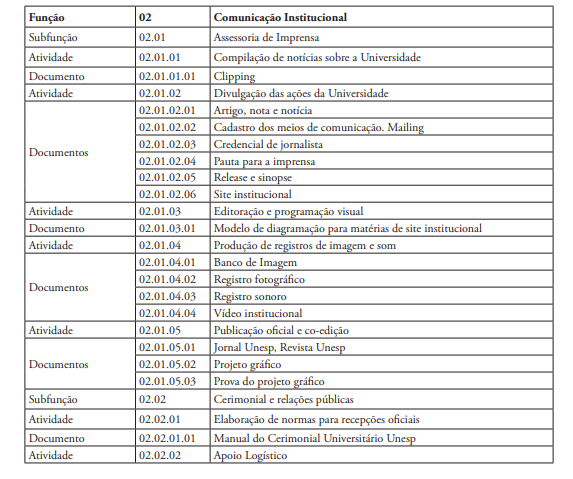 Função 02 Comunicação Institucional
Subfunção 02.01 Assessoria de Imprensa
Atividade 02.01.01 Compilação de notícias sobre a Universidade
Documento 02.01.01.01 Clipping
Atividade 02.01.02 Divulgação das ações da Universidade
Documentos
02.01.02.01 Artigo, nota e notícia
02.01.02.02 Cadastro dos meios de comunicação. Mailing
02.01.02.03 Credencial de jornalista
02.01.02.04 Pauta para a imprensa
02.01.02.05 Release e sinopse
02.01.02.06 Site institucional
Atividade 02.01.03 Editoração e programação visual
Documento 02.01.03.01 Modelo de diagramação para matérias de site institucional
Atividade 02.01.04 Produção de registros de imagem e som
Documentos
02.01.04.01 Banco de Imagem
02.01.04.02 Registro fotográfico
02.01.04.03 Registro sonoro
02.01.04.04 Vídeo institucional
Atividade 02.01.05 Publicação oficial e co-edição
Documentos
02.01.05.01 Jornal Unesp, Revista Unesp
02.01.05.02 Projeto gráfico
02.01.05.03 Prova do projeto gráfico
Subfunção 02.02 Cerimonial e relações públicas
Atividade 02.02.01 Elaboração de normas para recepções oficiais
Documento 02.02.01.01 Manual do Cerimonial Universitário Unesp
Atividade 02.02.02 Apoio Logístico